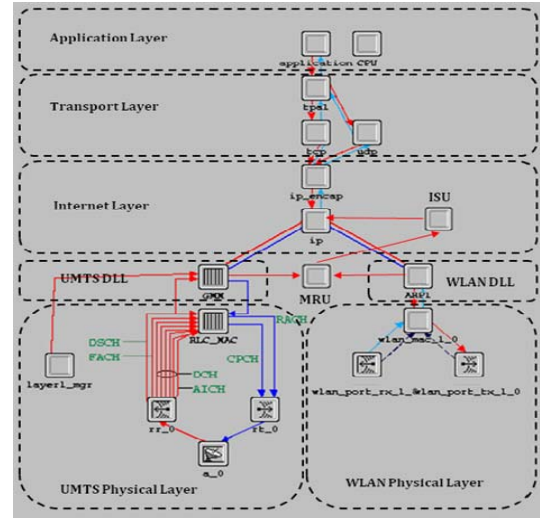 Application Layer
application CPU
Transport Layer
tpal
tcp
udp
ip_encap
Internet Layer
ISU
ip
UMTS DLL
WLAN DLL
GMM
MRU
ARP1
DSCH
RACH
FACH
RLC_MAC
wlan_mac_1_0
CPCH
DCH
layer1_mgr
AICH
wlan_port_tx_1_0
rr_0
rt_0
a_0
UMTS Physical Layer
WLAN Physical Layer